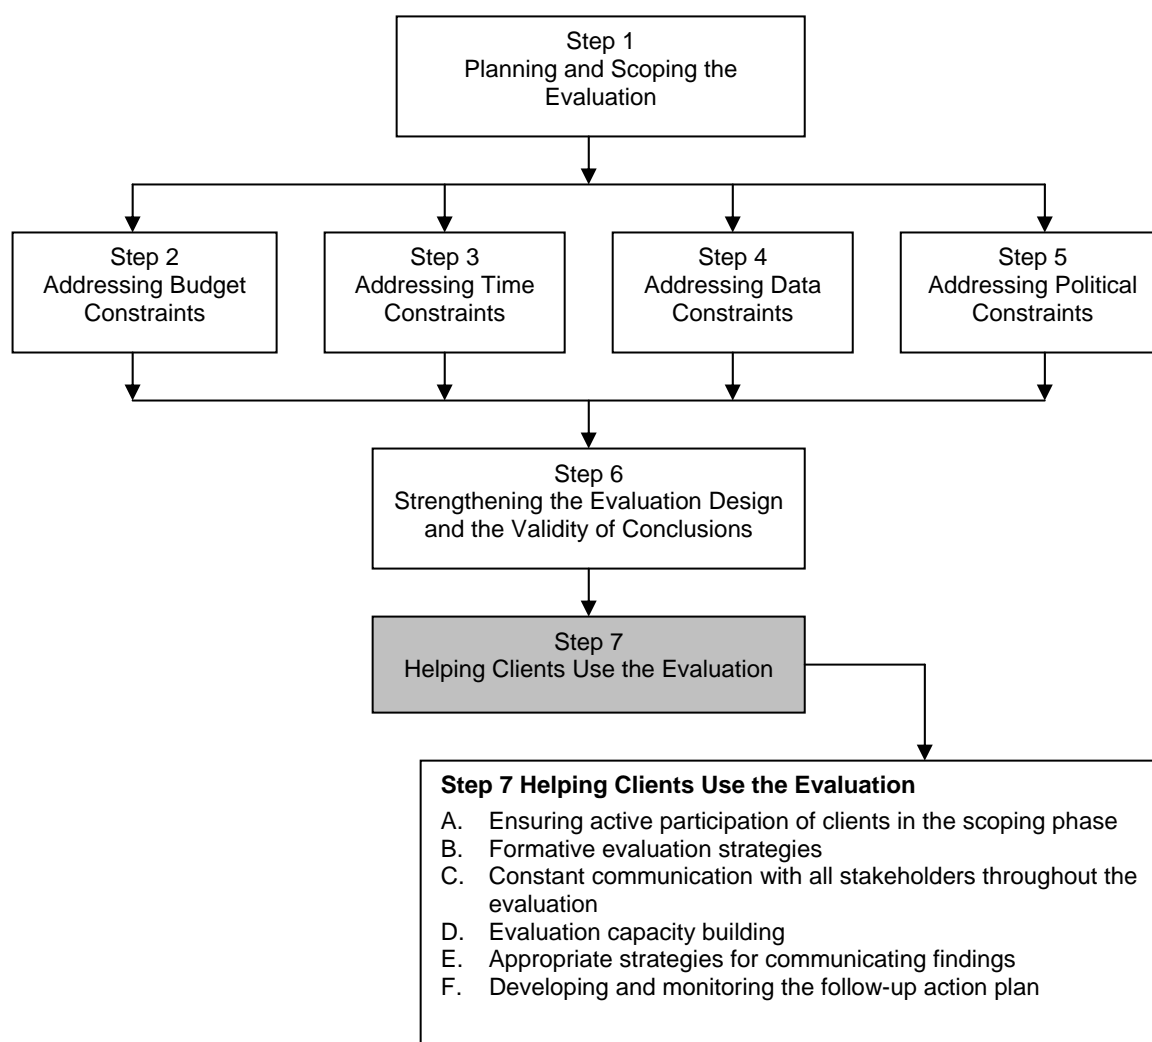 Step 1
Planning and Scoping the
Evaluation
Step 2
Addressing Budget
Constraints
Step 3
Addressing Time
Constraints
Step 4
Addressing Data
Constraints
Step 5
Addressing Political
Constraints
Step 6
Strengthening the Evaluation Design
and the Validity of Conclusions
Step 7
Helping Clients Use the Evaluation
Step 7 Helping Clients Use the Evaluation
A. Ensuring active participation of clients in the scoping phase
B. Formative evaluation strategies
C. Constant communication with all stakeholders throughout the
evaluation
D. Evaluation capacity building
E. Appropriate strategies for communicating findings
F. Developing and monitoring the follow-up action plan